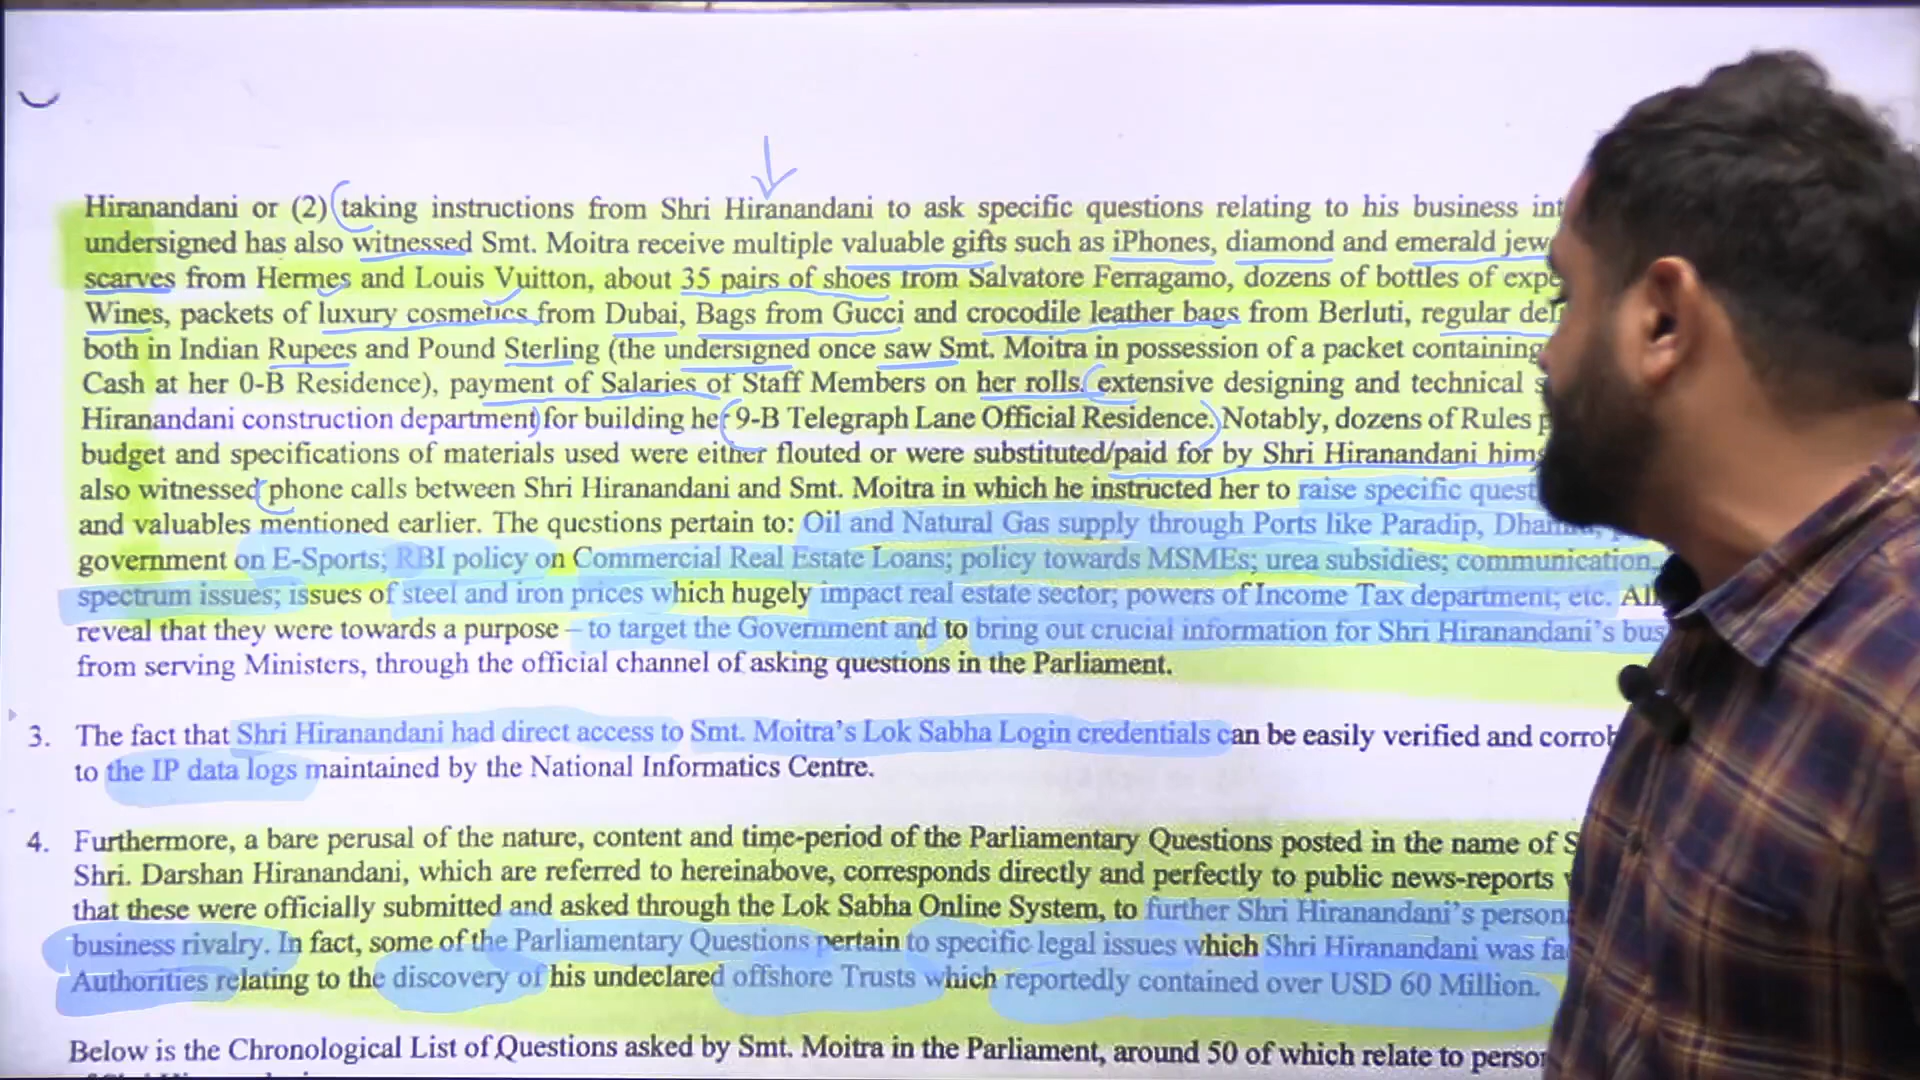 Hiranandani or (2) taking instructions from Shri Hiranandani to ask specific questions relating to his business
undersigned has also witnessed Smt. Moitra receive multiple valuable gifts such as iPhones, diamond and emerald
scarves from Hermes and Louis Vuitton, about 35 pairs of shoes from Salvatore Ferragamo, dozens of bottles of
Wines, packets of luxury cosmetics from Dubai, Bags from Gucci and crocodile leather bags from Berluti, regular
both in Indian Rupees and Pound Sterling (the undersigned once saw Smt. Moitra in possession of a packet containing
Cash at her 0-B Residence), payment of Salaries of Staff Members on her rolls, extensive designing and technical
Hiranandani construction department) for building her 9-B Telegraph Lane Official Residence. Notably, dozens of Rules
budget and specifications of materials used were either flouted or were substituted/paid for by Shri Hiranandani
also witnessed phone calls between Shri Hiranandani and Smt. Moitra in which he instructed her to raise specific
and valuables mentioned earlier. The questions pertain to: Oil and Natural Gas supply through Ports like Paradip,
government on E-Sports; RBI policy on Commercial Real Estate Loans; policy towards MSMEs; urea subsidies; communication,
spectrum issues; issues of steel and iron prices which hugely impact real estate sector; powers of Income Tax department; etc.
reveal that they were towards a purpose – to target the Government and to bring out crucial information for Shri Hiranandani's
from serving Ministers, through the official channel of asking questions in the Parliament.
3. The fact that Shri Hiranandani had direct access to Smt. Moitra's Lok Sabha Login credentials can be easily verified and
to the IP data logs maintained by the National Informatics Centre.
4. Furthermore, a bare perusal of the nature, content and time-period of the Parliamentary Questions posted in the name of
Shri. Darshan Hiranandani, which are referred to hereinabove, corresponds directly and perfectly to public news-reports
that these were officially submitted and asked through the Lok Sabha Online System, to further Shri Hiranandani's
business rivalry. In fact, some of the Parliamentary Questions pertain to specific legal issues which Shri Hiranandani was
Authorities relating to the discovery of his undeclared offshore Trusts which reportedly contained over USD 60 Million.
Below is the Chronological List of Questions asked by Smt. Moitra in the Parliament, around 50 of which relate to